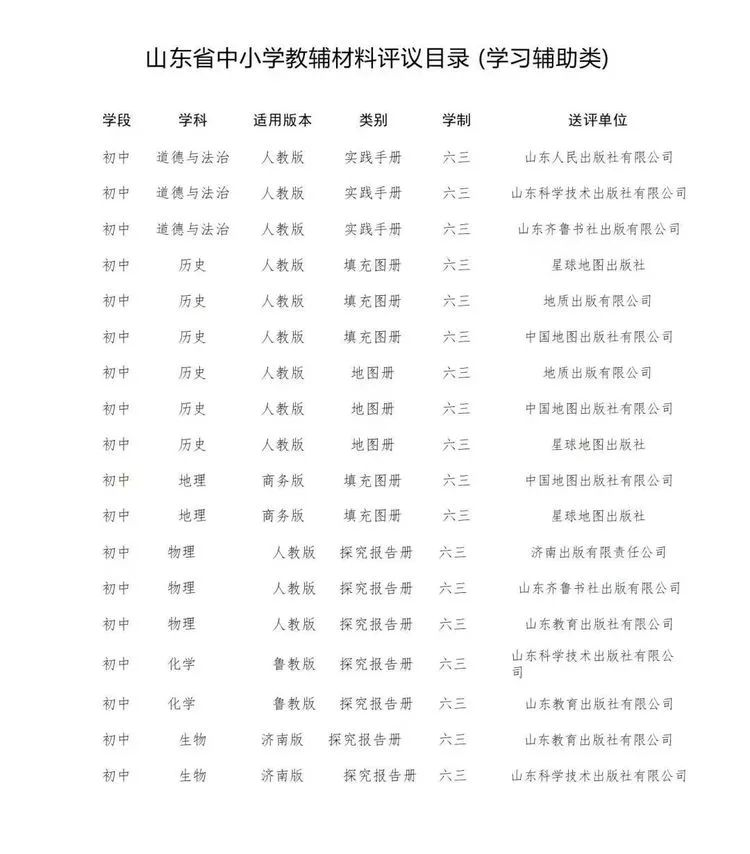 山东省中小学教辅材料评议目录 (学习辅助类)
学段 学科 适用版本 类别 学制 送评单位
初中 道德与法治 人教版 实践手册 六三 山东人民出版社有限公司
初中 道德与法治 人教版 实践手册 六三 山东科学技术出版社有限公司
初中 道德与法治 人教版 实践手册 六三 山东齐鲁书社出版有限公司
初中 历史 人教版 填充图册 六三 星球地图出版社
初中 历史 人教版 填充图册 六三 地质出版有限公司
初中 历史 人教版 填充图册 六三 中国地图出版社有限公司
初中 历史 人教版 地图册 六三 地质出版有限公司
初中 历史 人教版 地图册 六三 中国地图出版社有限公司
初中 历史 人教版 地图册 六三 星球地图出版社
初中 地理 商务版 填充图册 六三 中国地图出版社有限公司
初中 地理 商务版 填充图册 六三 星球地图出版社
初中 物理 人教版 探究报告册 六三 济南出版有限责任公司
初中 物理 人教版 探究报告册 六三 山东齐鲁书社出版有限公司
初中 物理 人教版 探究报告册 六三 山东教育出版社有限公司
初中 化学 鲁教版 探究报告册 六三 山东科学技术出版社有限公
司
初中 化学 鲁教版 探究报告册 六三 山东教育出版社有限公司
初中 生物 济南版 探究报告册 六三 山东教育出版社有限公司
初中 生物 济南版 探究报告册 六三 山东科学技术出版社有限公司